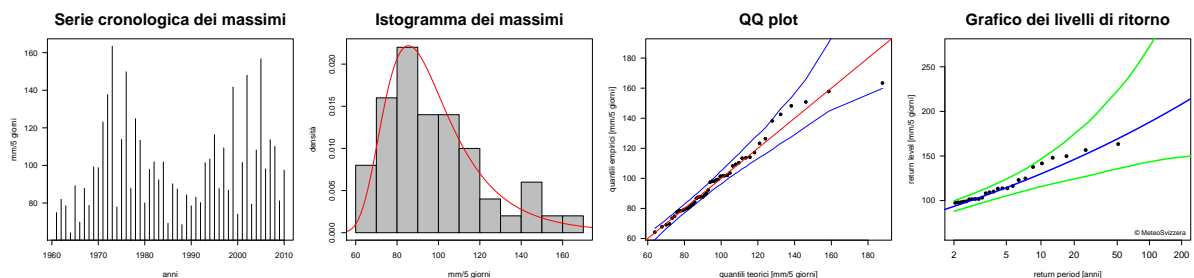 Serie cronologica dei massimi
mm/5 giorni
160
140
120
100
80
1960 1970 1980 1990 2000 2010
anni
Istogramma dei massimi
densità
0.020
0.015
0.010
0.005
0.000
60 80 100 120 140 160
mm/5 giorni
QQ plot
quantili empirici [mm/5 giorni]
180
160
140
120
100
80
60
60 80 100 120 140 160 180
quantili teorici [mm/5 giorni]
Grafico dei livelli di ritorno
return level [mm/5 giorni]
250
200
150
100
© MeteoSvizzera
2 5 10 20 50 100 200
return period [anni]